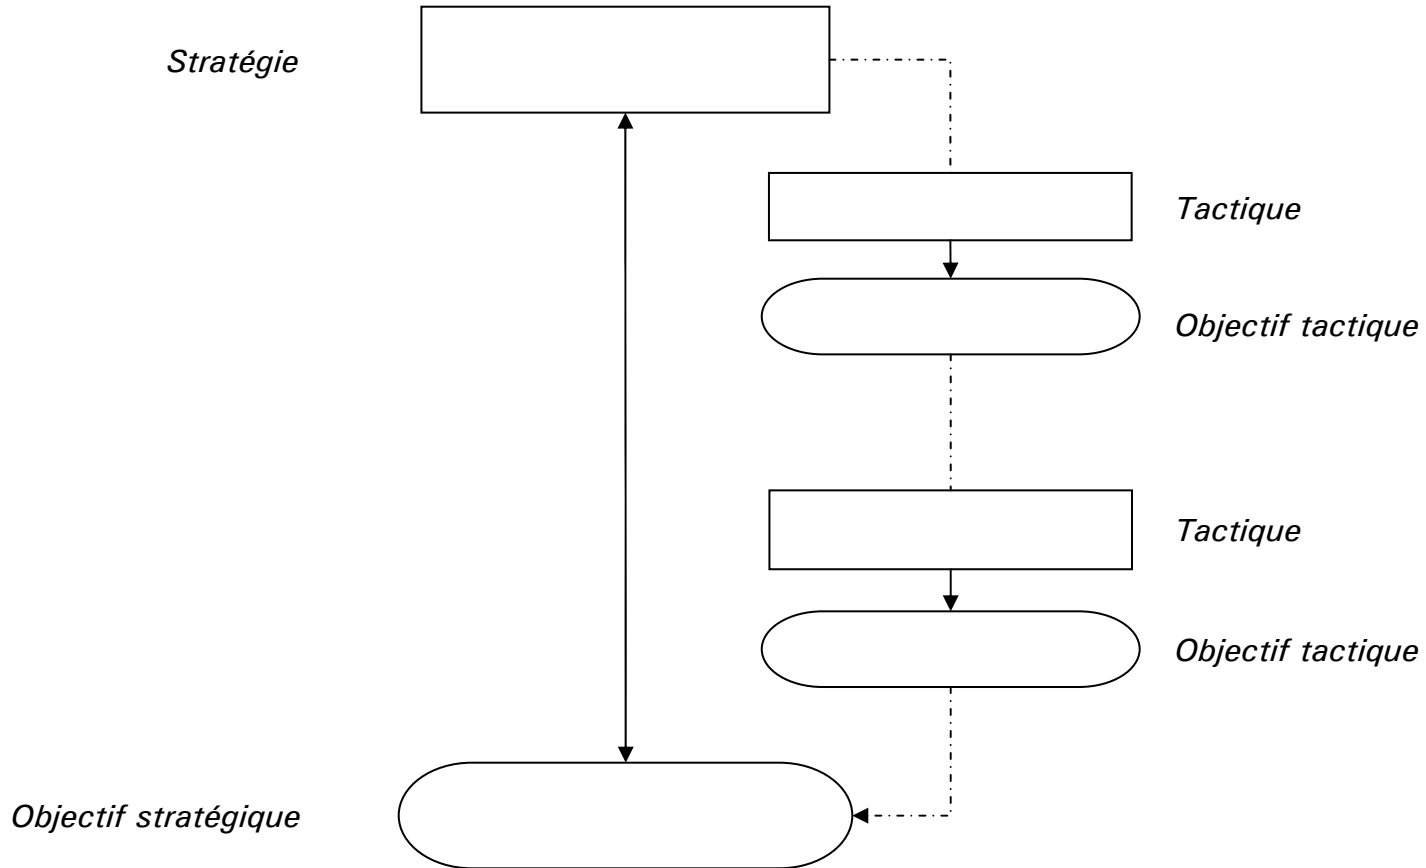 Stratégie
Tactique
Objectif tactique
Tactique
Objectif tactique
Objectif stratégique